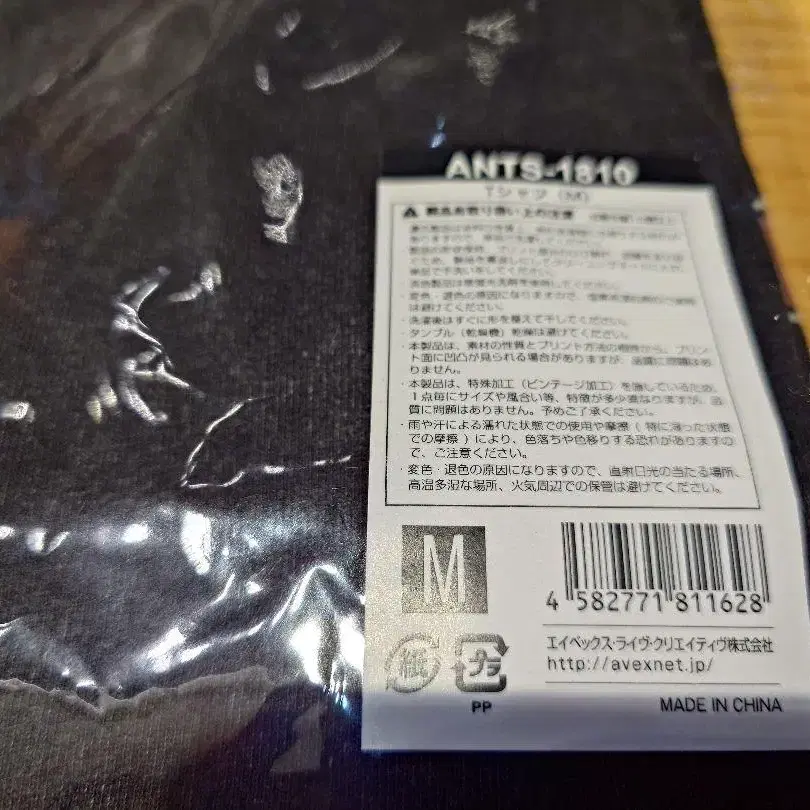 ANTS-1810
Tシャツ (M)
商品お取り扱い上の注意
変色・退色の原因になりますので、
は避けてください。
・洗濯後はすぐに形を整えて干してください。
・タンブル（乾燥機）乾燥は避けてください。
・本製品は、素材の性質とプリント方法の特性から、プリント
面に凹凸が見られる場合がありますが、品質に問題はあ
りません。
・本製品は、特殊加工（ビンテージ加工）を施しているため、
1点毎にサイズや風合い等、特徴が多少異なりますが、品
質に問題はありません。予めご了承ください。
・雨や汗による濡れた状態での使用や摩擦（特に湿った状態
での摩擦）により、色落ちや色移りする恐れがありますの
で、ご注意ください。
・変色・退色の原因になりますので、直射日光の当たる場所、
高温多湿な場所、火気周辺での保管は避けてください。
M
4 582771 811628
エイベックス・ライヴ・クリエイティヴ株式会社
http://avexnet.jp/
紙
プラ
PP
MADE IN CHINA